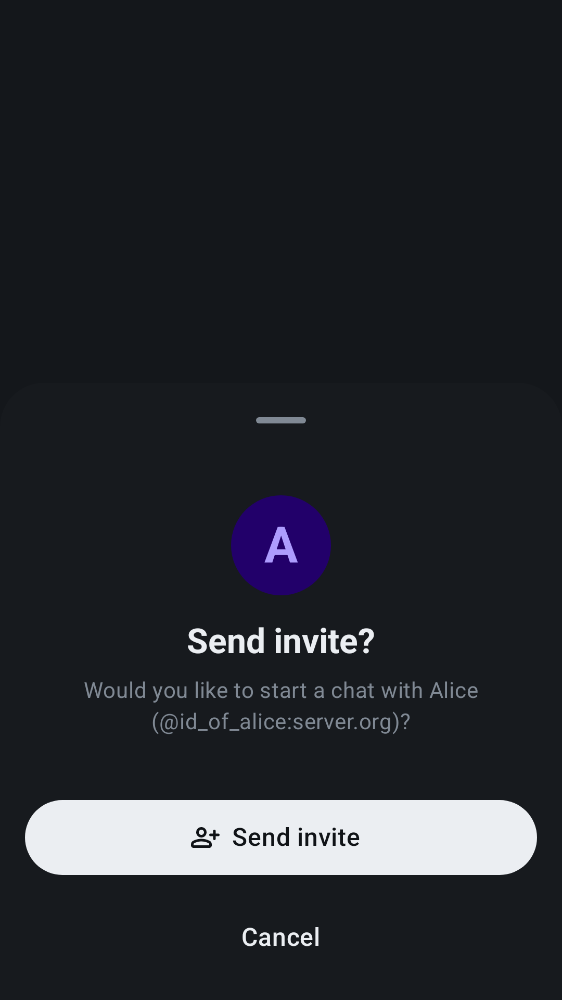 A
Send invite?
Would you like to start a chat with Alice
(@id_of_alice:server.org)?
Send invite
Cancel